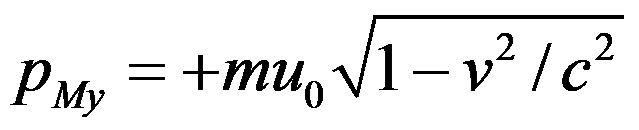 $p_{My} = +mu_0\sqrt{1 - v^2 / c^2}$